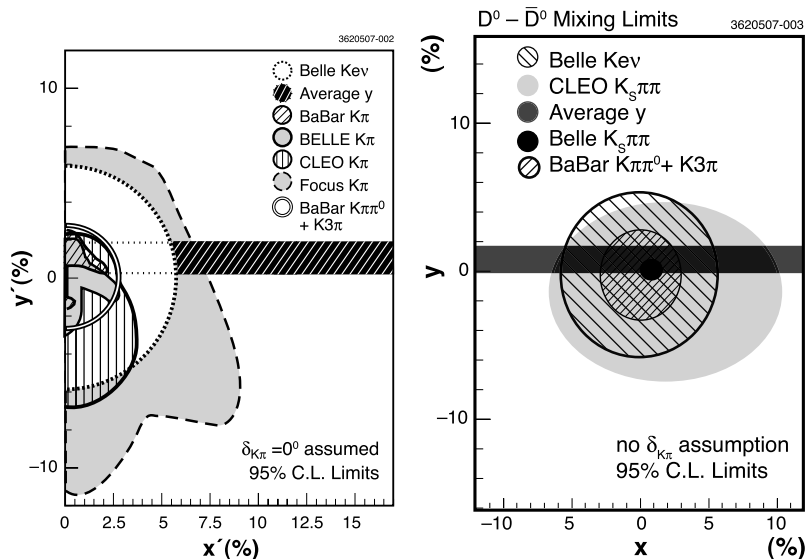 3620507-002
10
0
−10
y´(%)
Belle Keν
Average y
BaBar Kπ
BELLE Kπ
CLEO Kπ
Focus Kπ
BaBar Kππ⁰
+ K3π
δKπ =0⁰ assumed
95% C.L. Limits
0 2.5 5 7.5 10 12.5 15
x´(%)
D⁰ – D̅⁰ Mixing Limits
3620507-003
(%)
10
0
−10
y
Belle Keν
CLEO KSππ
Average y
Belle KSππ
BaBar Kππ⁰+ K3π
no δKπ assumption
95% C.L. Limits
−10 5 0 5 10
x (%)